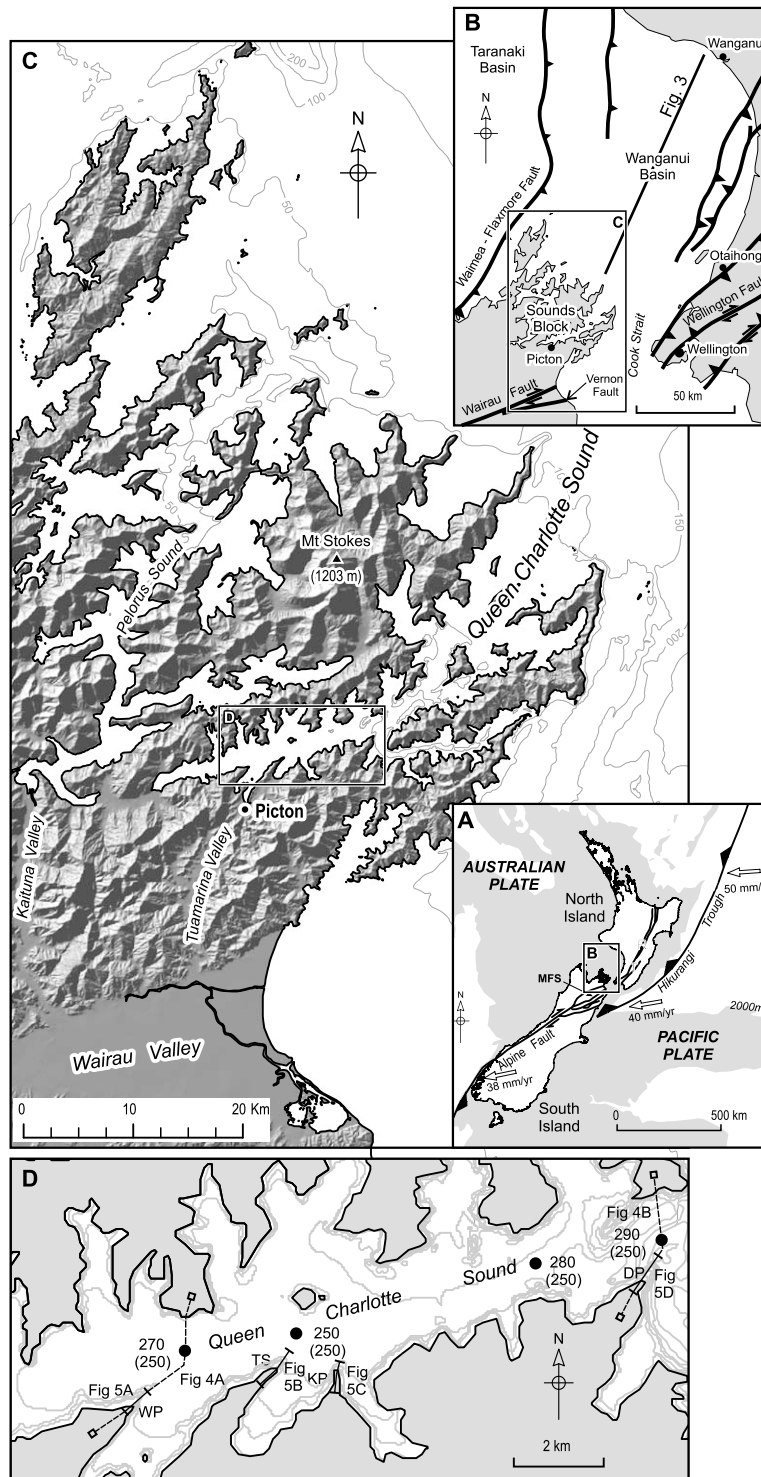 C
200
100
N
50
50
Mt Stokes
(1203 m)
Pelorus Sound
Queen Charlotte Sound
150
200
D
Picton
Kaituna Valley
Tuamarina Valley
Wairau Valley
0 10 20 Km
B
Taranaki
Basin
Wanganu
N
Fig. 3
Wanganui
Basin
Waimea - Flaxmore Fault
C
Otaihong
Sounds
Block
Picton
Wellington Faul
Wellington
Cook Strait
Wairau Fault
Vernon
Fault
50 km
A
AUSTRALIAN
PLATE
North
Island
50 mm/
Trough
B
MFS
Hikurangi
N
40 mm/yr
2000m
Alpine Fault
PACIFIC
PLATE
38 mm/yr
South
Island
0 500 km
D
Fig 4B
290
(250)
280
(250)
DP
Fig
5D
Queen Charlotte Sound
270
(250)
250
(250)
N
TS
Fig
5B
KP
Fig
5C
Fig 5A
Fig 4A
WP
2 km